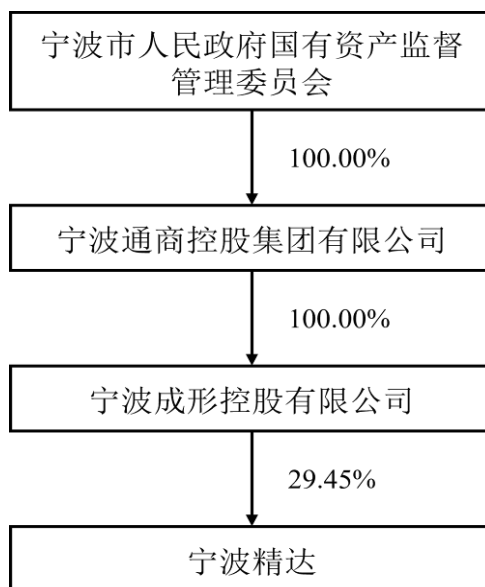 宁波市人民政府国有资产监督
管理委员会
100.00%
宁波通商控股集团有限公司
100.00%
宁波成形控股有限公司
29.45%
宁波精达